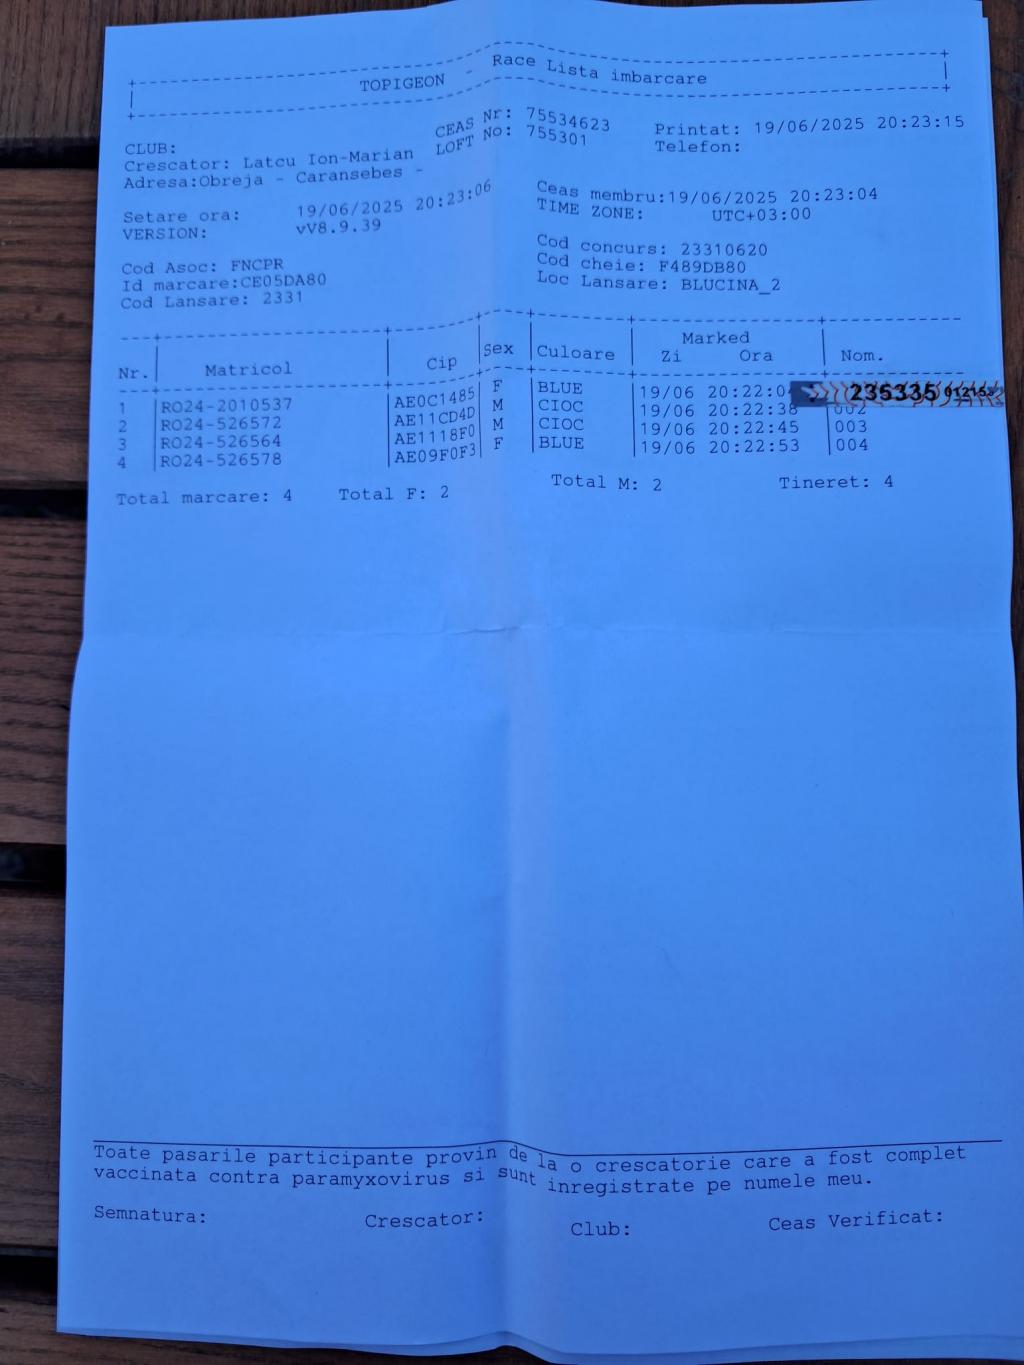 TOPIGEON - Race Lista imbarcare
CLUB: CEAS Nr: 75534623 Printat: 19/06/2025 20:23:15
Crescator: Latcu Ion-Marian LOFT No: 755301 Telefon:
Adresa:Obreja - Caransebes -
Setare ora: 19/06/2025 20:23:06 Ceas membru:19/06/2025 20:23:04
VERSION: vV8.9.39 TIME ZONE: UTC+03:00
Cod Asoc: FNCPR Cod concurs: 23310620
Id marcare:CE05DA80 Cod cheie: F489DB80
Cod Lansare: 2331 Loc Lansare: BLUCINA_2
Marked
Nr. Matricol Cip Sex Culoare Zi Ora Nom.
1 RO24-2010537 AE0C1485 F BLUE 19/06 235335
2 RO24-526572 AE11CD4D M CIOC 19/06 20:22:38 002
3 RO24-526564 AE1118F0 M CIOC 19/06 20:22:45 003
4 RO24-526578 AE09F0F3 F BLUE 19/06 20:22:53 004
Total marcare: 4 Total F: 2 Total M: 2 Tineret: 4
Toate pasarile participante provin de la o crescatorie care a fost complet
vaccinata contra paramyxovirus si sunt inregistrate pe numele meu.
Semnatura: Crescator: Club: Ceas Verificat: